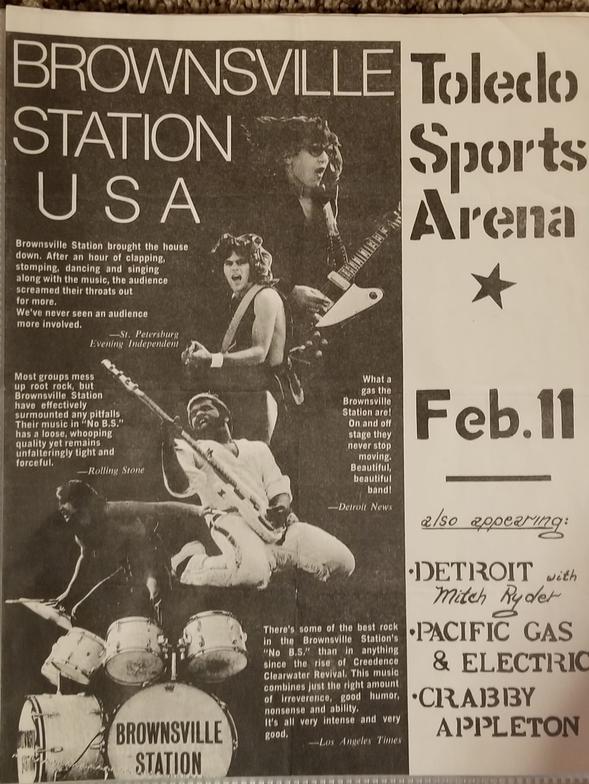 BROWNSVILLE
STATION
USA
Brownsville Station brought the house
down. After an hour of clapping,
stomping, dancing and singing
along with the music, the audience
screamed their throats out
for more.
We've never seen an audience
more involved.
—St. Petersburg
Evening Independent
Most groups mess
up root rock, but
Brownsville Station
have effectively
surmounted any pitfalls
Their music in "No B.S."
has a loose, whooping
quality yet remains
unfalteringly tight and
forceful.
—Rolling Stone
What a
gas the
Brownsville
Station are!
On and off
stage they
never stop
moving.
Beautiful,
beautiful
band!
—Detroit News
There's some of the best rock
in the Brownsville Station's
"No B.S." than in anything
since the rise of Creedence
Clearwater Revival. This music
combines just the right amount
of irreverence, good humor,
nonsense and ability.
It's all very intense and very
good.
—Los Angeles Times
BROWNSVILLE
STATION
Toledo
Sports
Arena
Feb. 11
also appearing:
·DETROIT with
Mitch Ryder
·PACIFIC GAS
& ELECTRIC
·CRABBY
APPLETON